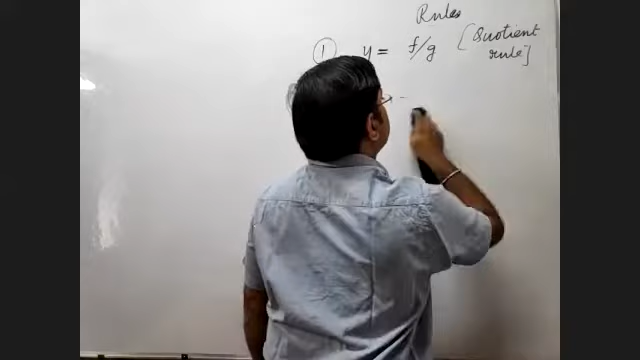 Rules
① y = f/g [Quotient
rule]